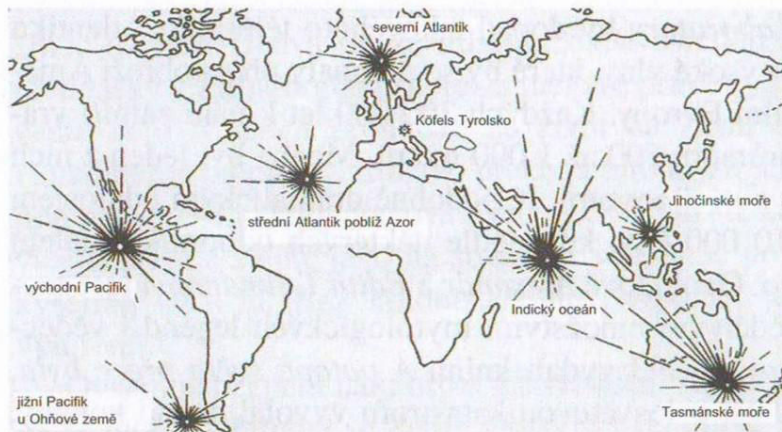 severní Atlantik
Köfels Tyrolsko
Jihočínské moře
střední Atlantik poblíž Azor
východní Pacifik
Indický oceán
jižní Pacifik
u Ohňové země
Tasmánské moře